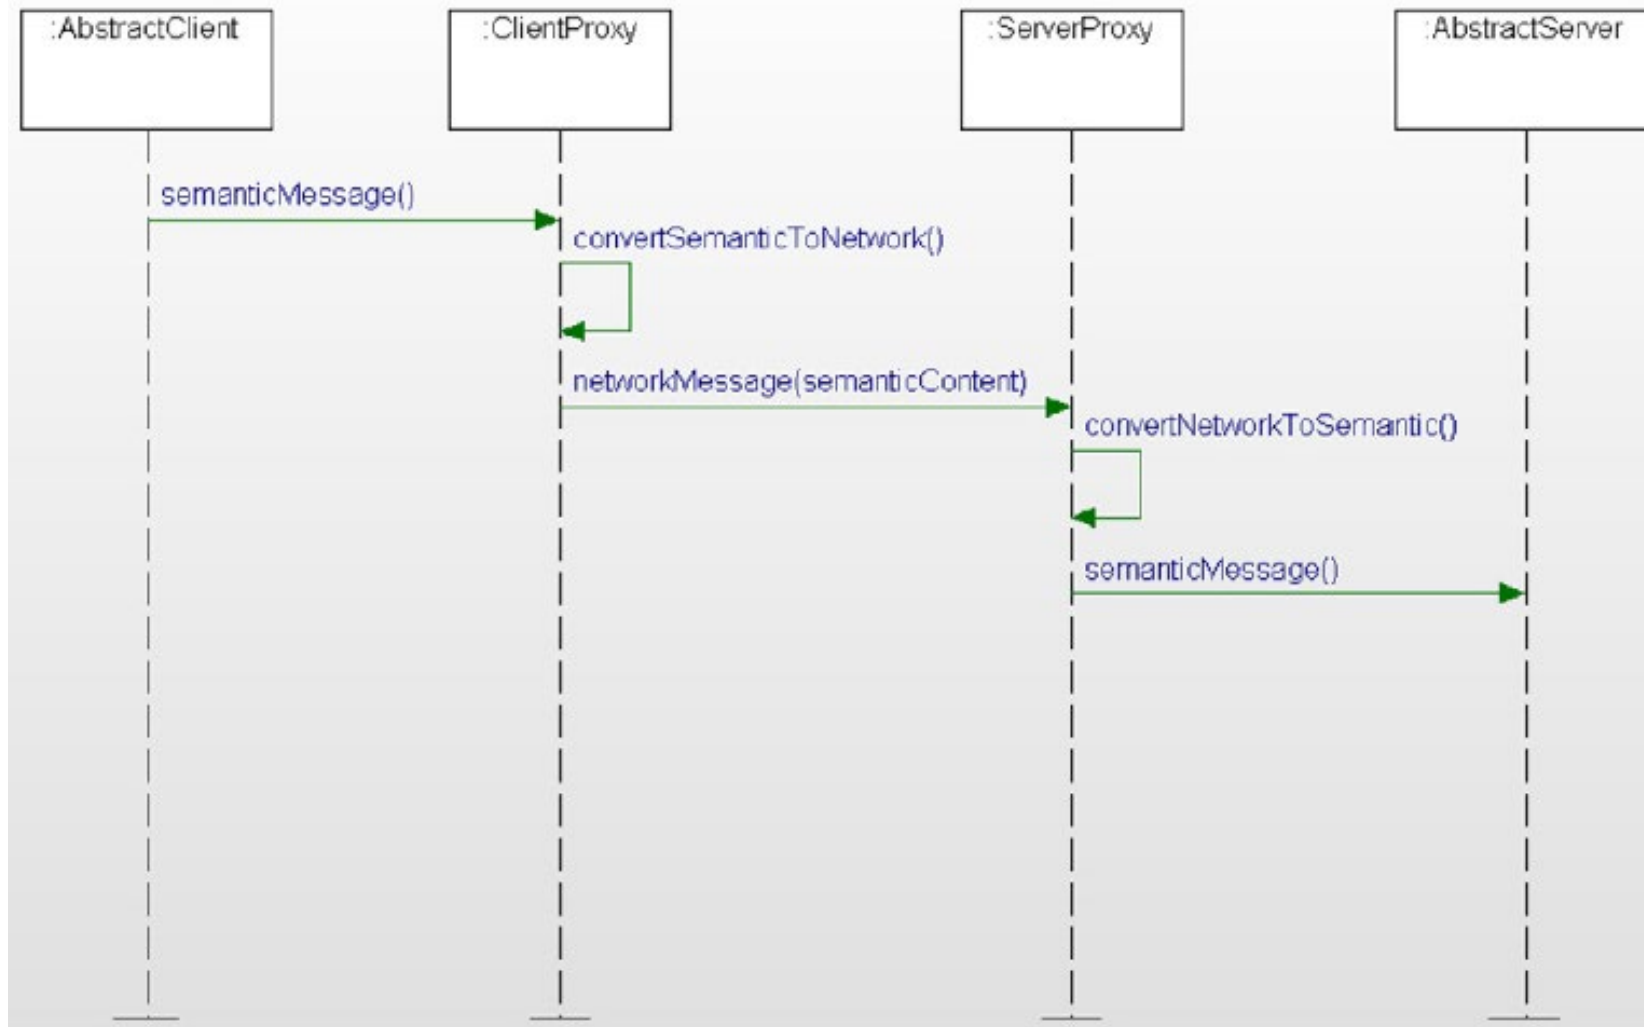 :AbstractClient
:ClientProxy
:ServerProxy
:AbstractServer
semanticMessage()
convertSemanticToNetwork()
networkMessage(semanticContent)
convertNetworkToSemantic()
semanticMessage()